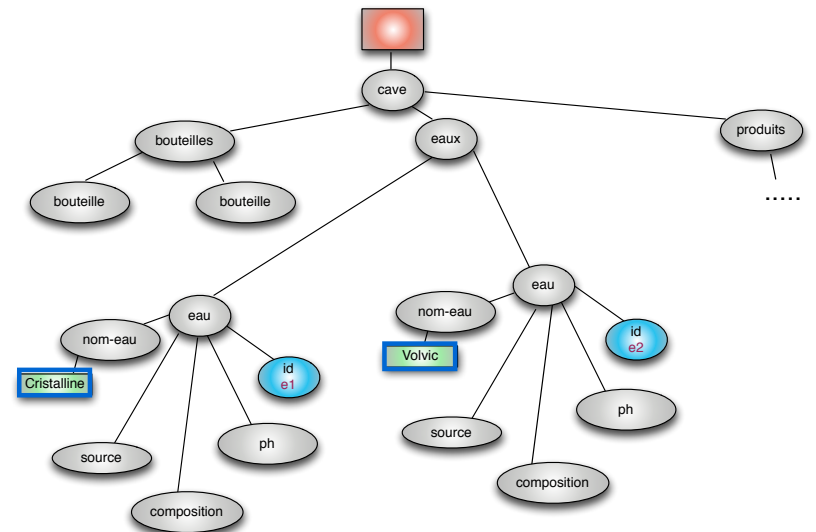 cave
bouteilles
eaux
produits
bouteille
bouteille
.....
eau
nom-eau
Cristalline
id
e1
source
composition
ph
eau
nom-eau
Volvic
id
e2
source
composition
ph